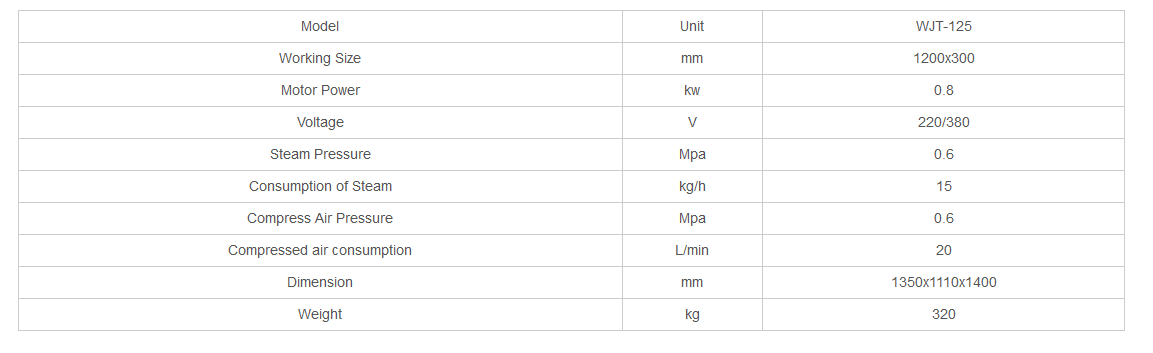 Model Unit WJT-125
Working Size mm 1200x300
Motor Power kw 0.8
Voltage V 220/380
Steam Pressure Mpa 0.6
Consumption of Steam kg/h 15
Compress Air Pressure Mpa 0.6
Compressed air consumption L/min 20
Dimension mm 1350x1110x1400
Weight kg 320